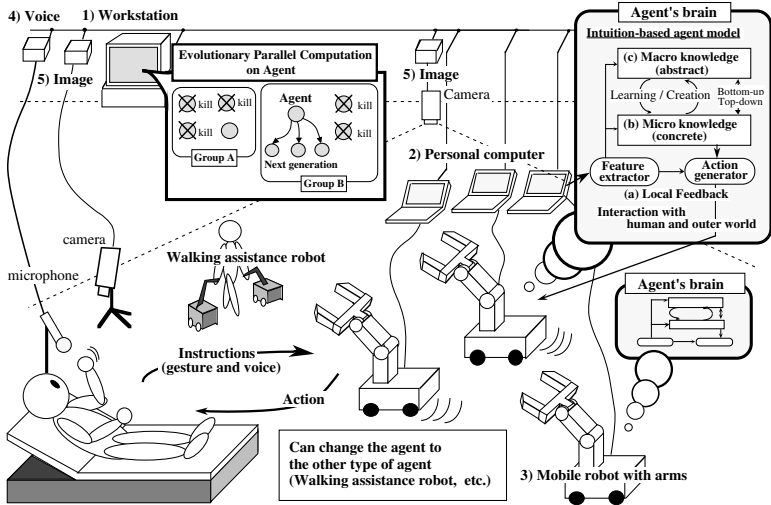 4) Voice
1) Workstation
5) Image
Evolutionary Parallel Computation
on Agent
kill
kill
kill
Group A
Agent
kill
kill
Next generation
Group B
5) Image
Camera
2) Personal computer
Agent's brain
Intuition-based agent model
(c) Macro knowledge
(abstract)
Learning / Creation
Bottom-up
Top-down
(b) Micro knowledge
(concrete)
Feature
extractor
Action
generator
(a) Local Feedback
Interaction with
human and outer world
camera
microphone
Walking assistance robot
Agent's brain
Instructions
(gesture and voice)
Action
Can change the agent to
the other type of agent
(Walking assistance robot, etc.)
3) Mobile robot with arms